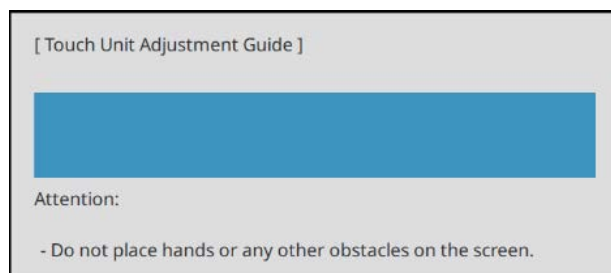 [ Touch Unit Adjustment Guide ]
Attention:
- Do not place hands or any other obstacles on the screen.